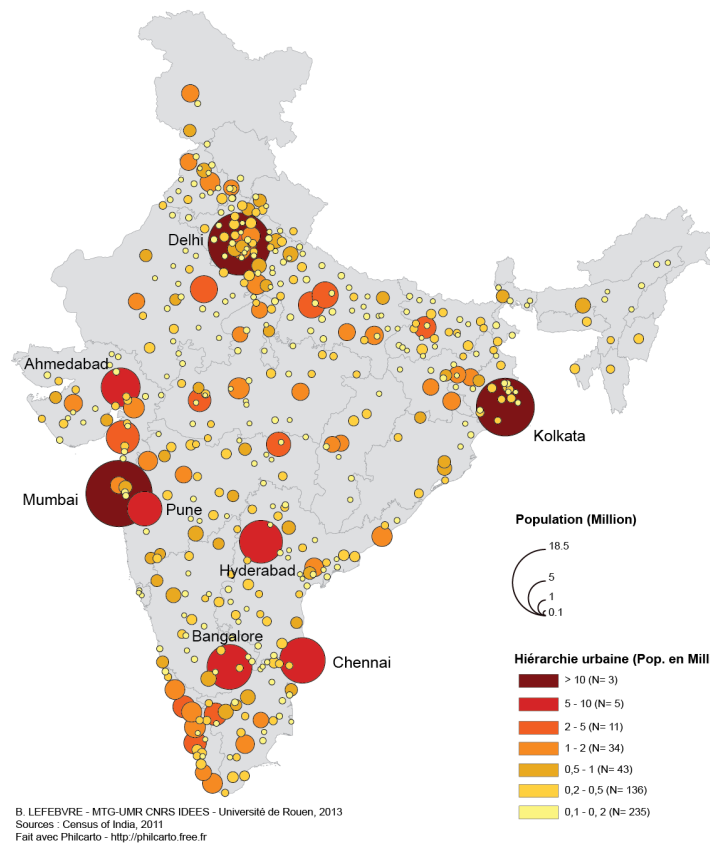 Delhi
Ahmedabad
Kolkata
Mumbai
Pune
Population (Million)
18.5
5
1
0.1
Hyderabad
Bangalore
Chennai
Hiérarchie urbaine (Pop. en Mill
> 10 (N= 3)
5 - 10 (N= 5)
2 - 5 (N= 11)
1 - 2 (N= 34)
0,5 - 1 (N= 43)
0,2 - 0,5 (N= 136)
0,1 - 0, 2 (N= 235)
B. LEFEBVRE - MTG-UMR CNRS IDEES - Université de Rouen, 2013
Sources : Census of India, 2011
Fait avec Philcarto - http://philcarto.free.fr